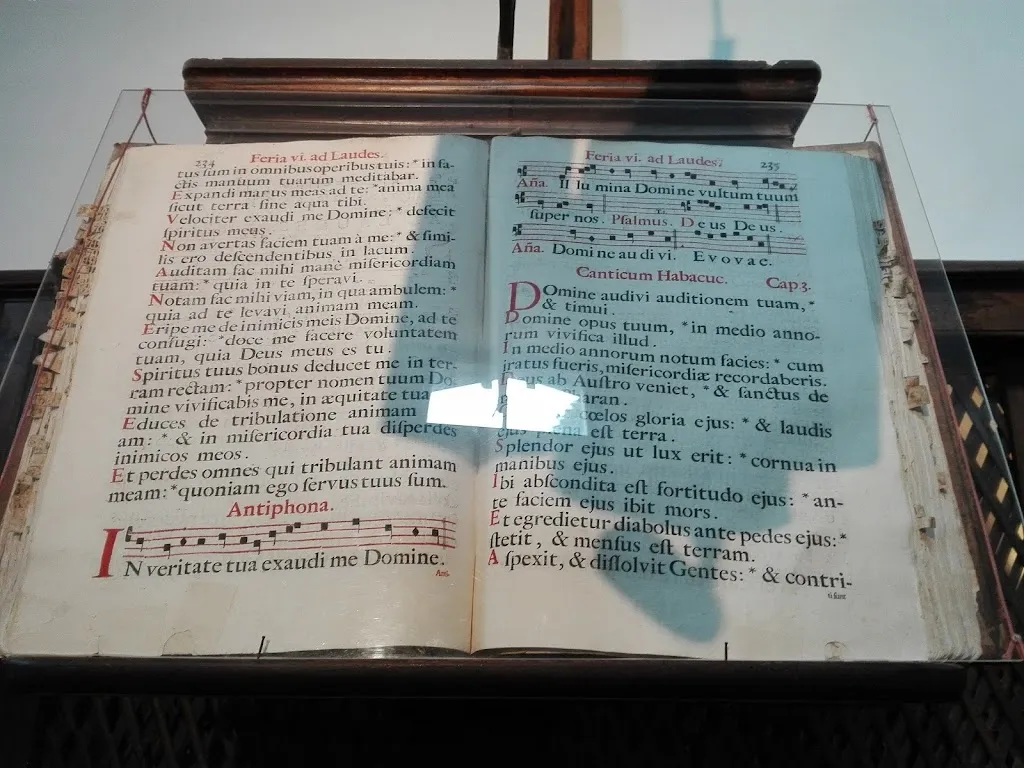 234
Feria vi. ad Laudes.
tus ſum in omnibus operibus tuis: * in fa-
ctis manuum tuarum meditabar.
Expandi manus meas ad te: * anima mea
ſicut terra ſine aqua tibi.
Velociter exaudi me Domine: * defecit
ſpiritus meus.
Non avertas faciem tuam à me: * & ſimi-
lis ero deſcendentibus in lacum.
Auditam fac mihi manè miſericordiam
tuam: * quia in te ſperavi.
Notam fac mihi viam, in qua ambulem: *
quia ad te levavi animam meam.
Eripe me de inimicis meis Domine, ad te
confugi: * doce me facere voluntatem
tuam, quia Deus meus es tu.
Spiritus tuus bonus deducet me in ter-
ram rectam: * propter nomen tuum Do-
mine vivificabis me, in æquitate tua
Educes de tribulatione animam
am: * & in miſericordia tua diſperdes
inimicos meos.
Et perdes omnes qui tribulant animam
meam: * quoniam ego ſervus tuus ſum.
Antiphona.
IN veritate tua exaudi me Domine.
Feria vi. ad Laudes.
235
Aña. Il lu mina Domine vultum tuum
ſuper nos. Pſalmus. Deus Deus.
Aña. Domi ne au di vi. E v o v a e.
Canticum Habacuc. Cap 3.
Domine audivi auditionem tuam, *
& timui.
Domine opus tuum, * in medio anno-
rum vivifica illud.
In medio annorum notum facies: * cum
iratus fueris, miſericordiæ recordaberis.
ab Auſtro veniet, * & ſanctus de
aran.
cœlos gloria ejus: * & laudis
ejus plena eſt terra.
Splendor ejus ut lux erit: * cornua in
manibus ejus.
Ibi abſcondita eſt fortitudo ejus: * an-
te faciem ejus ibit mors.
Et egredietur diabolus ante pedes ejus: *
ſtetit, & menſus eſt terram.
Aſpexit, & diſſolvit Gentes: * & contri-